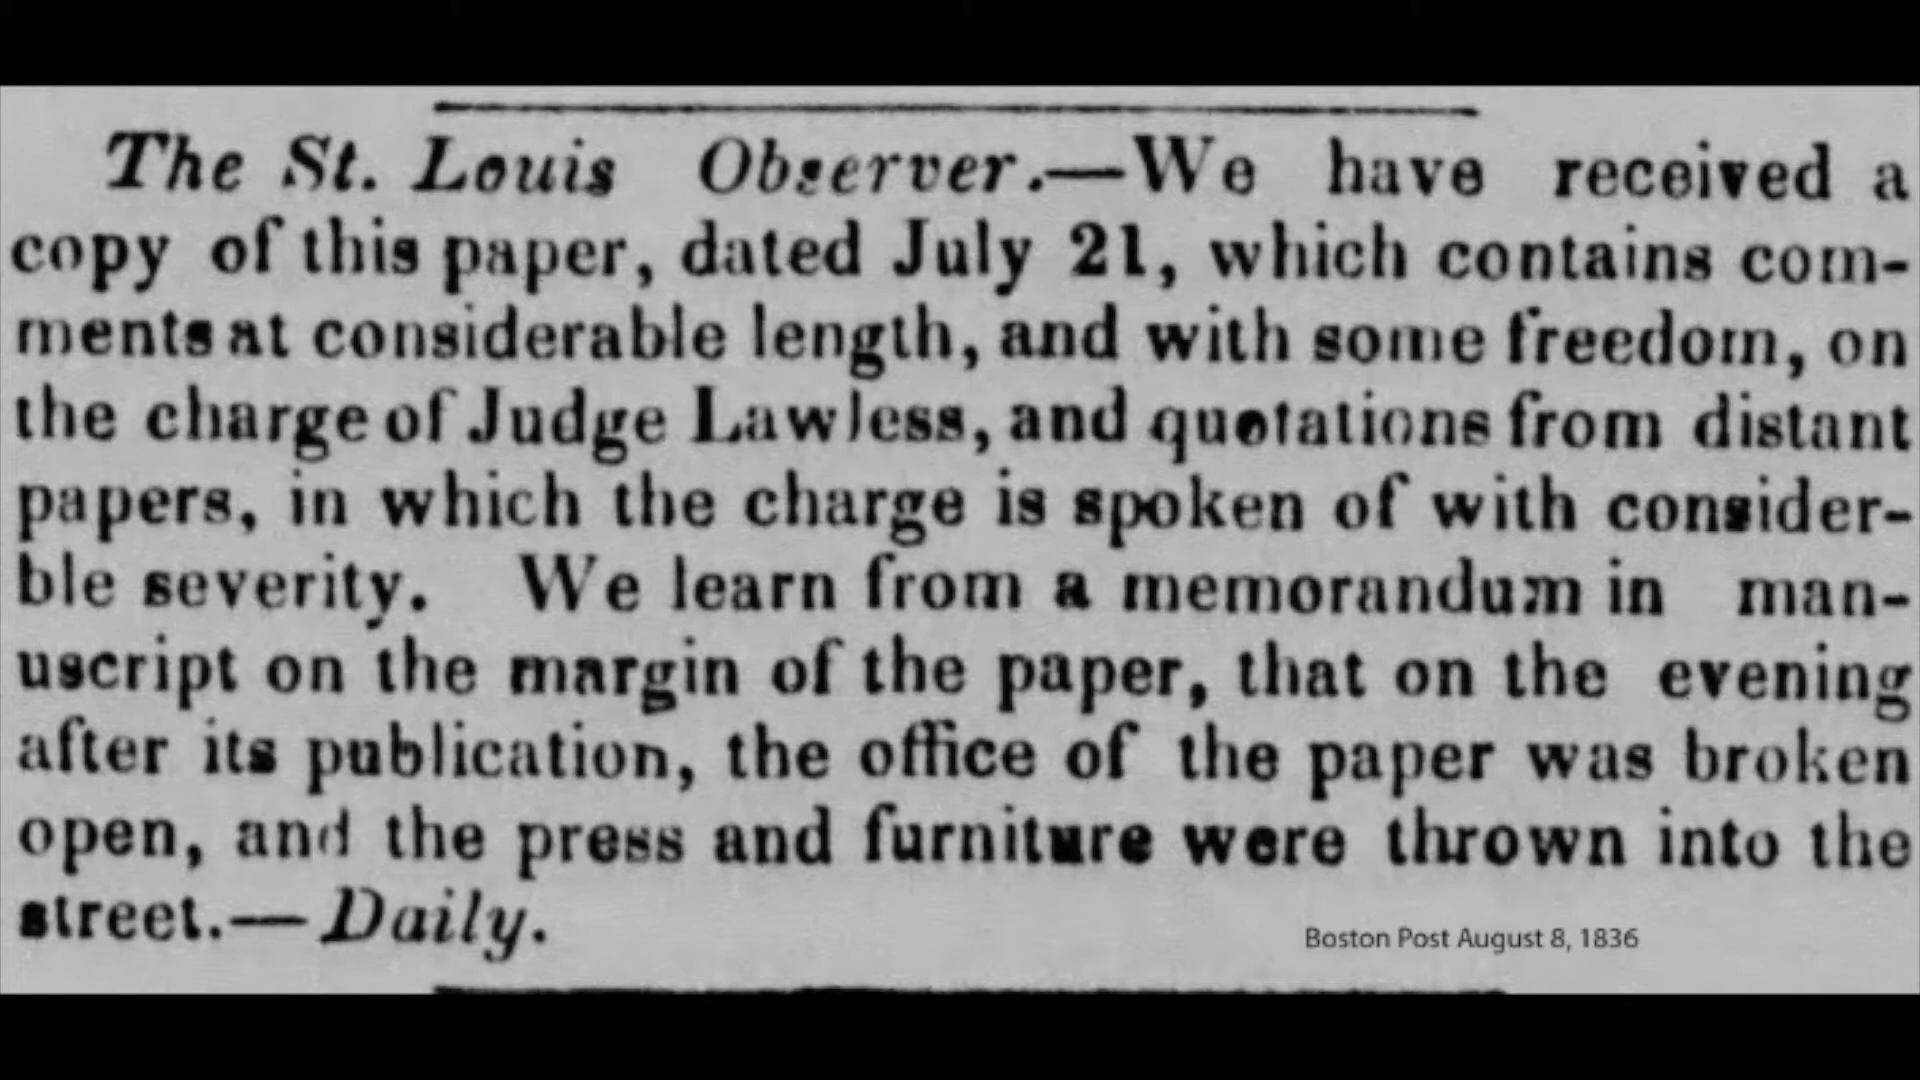 The St. Louis Observer.—We have received a
copy of this paper, dated July 21, which contains com-
ments at considerable length, and with some freedom, on
the charge of Judge Lawless, and quotations from distant
papers, in which the charge is spoken of with consider-
ble severity. We learn from a memorandum in man-
uscript on the margin of the paper, that on the evening
after its publication, the office of the paper was broken
open, and the press and furniture were thrown into the
street.—Daily.
Boston Post August 8, 1836